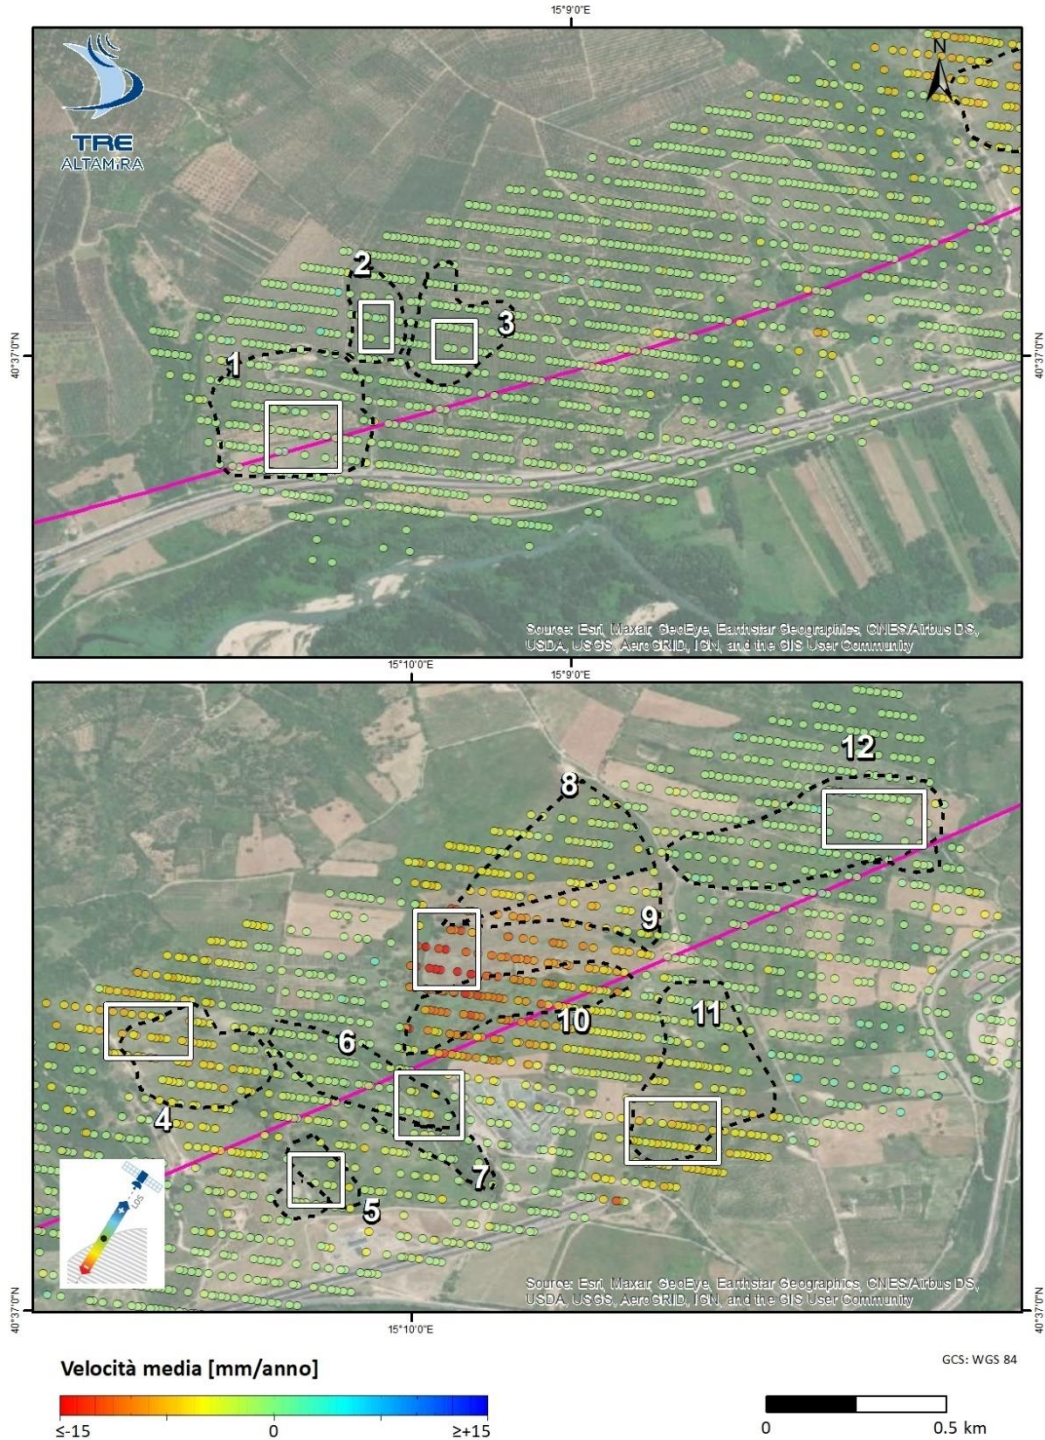 15°9'0"E
N
TRE
ALTAMIRA
2
3
1
40°37'0"N
40°37'0"N
Source: Esri, Maxar, GeoEye, Earthstar Geographics, CNES/Airbus DS,
USDA, USGS, AeroGRID, IGN, and the GIS User Community
15°10'0"E
15°9'0"E
12
8
9
11
10
6
4
7
5
LOS
+
-
Source: Esri, Maxar, GeoEye, Earthstar Geographics, CNES/Airbus DS,
USDA, USGS, AeroGRID, IGN, and the GIS User Community
40°37'0"N
40°37'0"N
15°10'0"E
Velocità media [mm/anno]
GCS: WGS 84
≤-15
0
≥+15
0
0.5 km